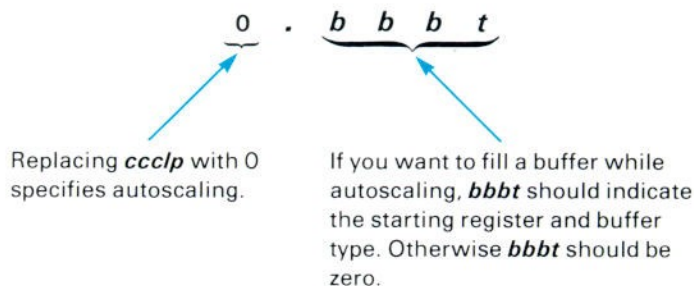 0 . b b b t
Replacing ccclp with 0
specifies autoscaling.
If you want to fill a buffer while
autoscaling, bbbt should indicate
the starting register and buffer
type. Otherwise bbbt should be
zero.